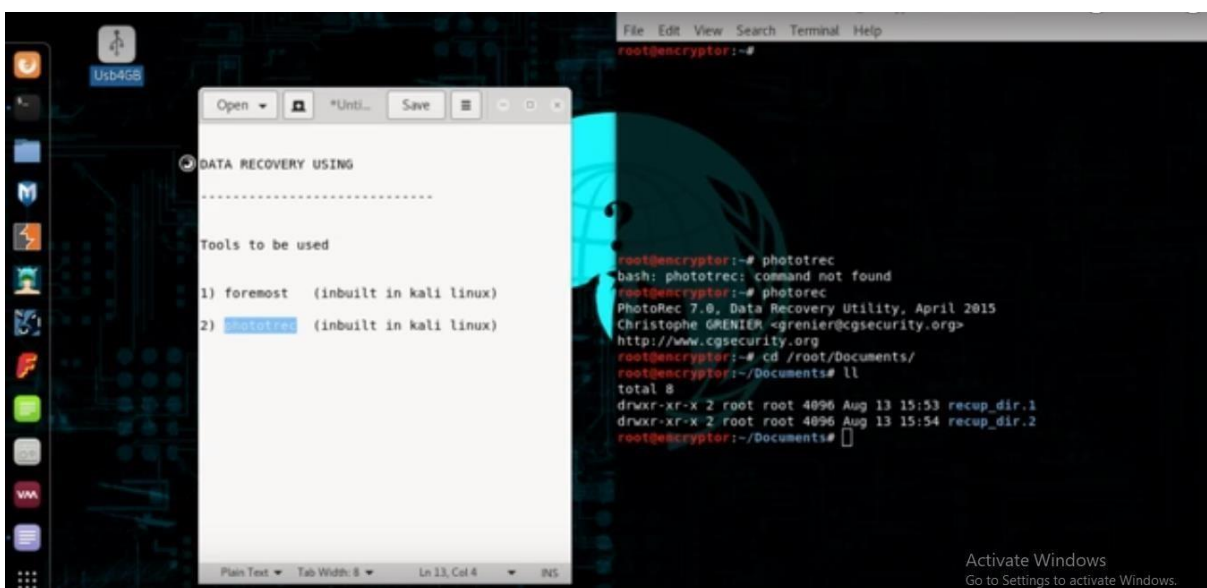 Usb4GB
Open
*Unti...
Save
DATA RECOVERY USING
-----------------------------
Tools to be used
1) foremost (inbuilt in kali linux)
2) phototrec (inbuilt in kali linux)
Plain Text
Tab Width: 8
Ln 13, Col 4
INS
File Edit View Search Terminal Help
root@encryptor:~#
root@encryptor:~# phototrec
bash: phototrec: command not found
root@encryptor:~# photorec
PhotoRec 7.0, Data Recovery Utility, April 2015
Christophe GRENIER <grenier@cgsecurity.org>
http://www.cgsecurity.org
root@encryptor:~# cd /root/Documents/
root@encryptor:~/Documents# ll
total 8
drwxr-xr-x 2 root root 4096 Aug 13 15:53 recup_dir.1
drwxr-xr-x 2 root root 4096 Aug 13 15:54 recup_dir.2
root@encryptor:~/Documents#
Activate Windows
Go to Settings to activate Windows.